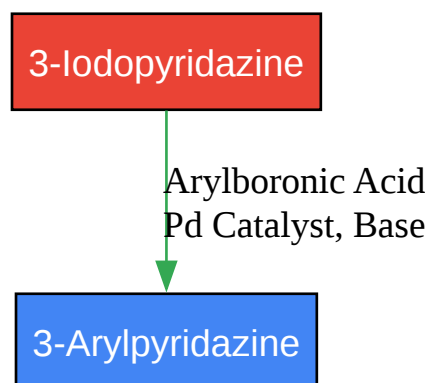 3-Iodopyridazine
Arylboronic Acid
Pd Catalyst, Base
3-Arylpyridazine